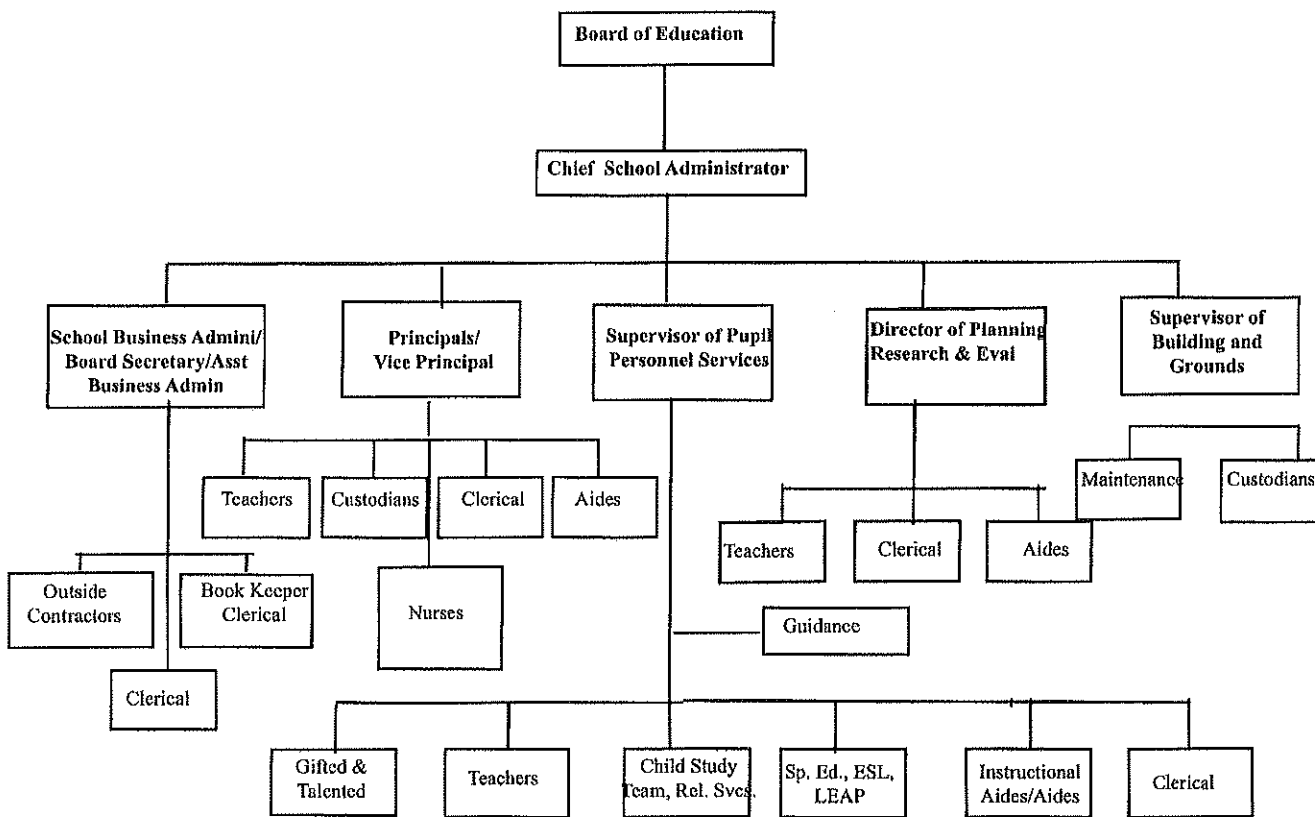 Board of Education
Chief School Administrator
School Business Admini/
Board Secretary/Asst
Business Admin
Principals/
Vice Principal
Supervisor of Pupil
Personnel Services
Director of Planning
Research & Eval
Supervisor of
Building and
Grounds
Teachers
Custodians
Clerical
Aides
Maintenance
Custodians
Teachers
Clerical
Aides
Outside
Contractors
Book Keeper
Clerical
Nurses
Guidance
Clerical
Gifted &
Talented
Teachers
Child Study
Team, Rel. Svcs.
Sp. Ed., ESL,
LEAP
Instructional
Aides/Aides
Clerical